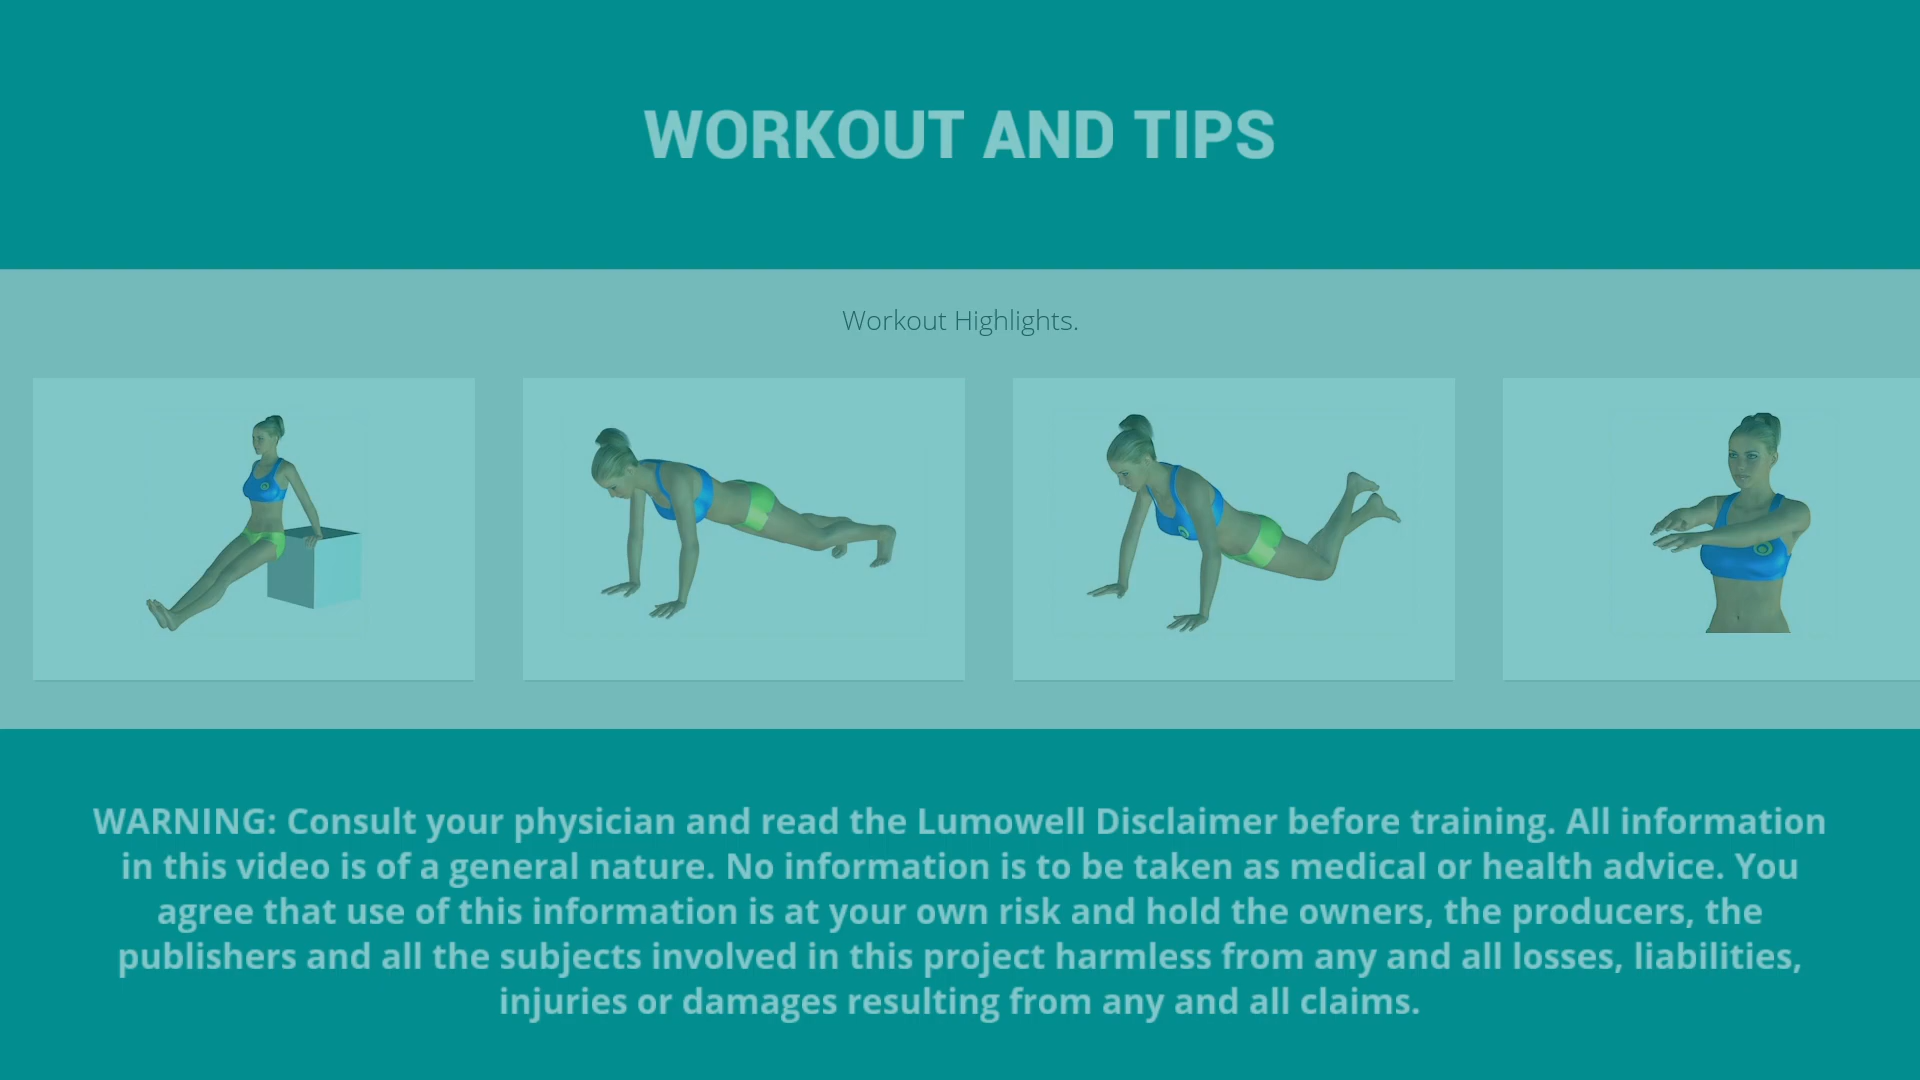 WORKOUT AND TIPS
Workout Highlights.
WARNING: Consult your physician and read the Lumowell Disclaimer before training. All information
in this video is of a general nature. No information is to be taken as medical or health advice. You
agree that use of this information is at your own risk and hold the owners, the producers, the
publishers and all the subjects involved in this project harmless from any and all losses, liabilities,
injuries or damages resulting from any and all claims.